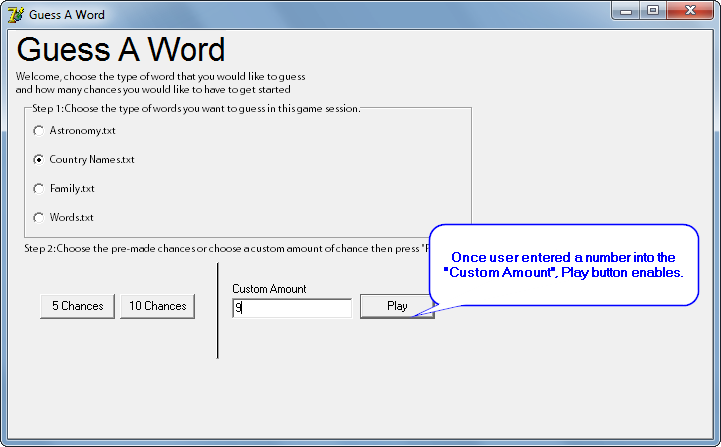 Guess A Word
Guess A Word
Welcome, choose the type of word that you would like to guess
and how many chances you would like to have to get started
Step 1:Choose the type of words you want to guess in this game session.
Astronomy.txt
Country Names.txt
Family.txt
Words.txt
Step 2:Choose the pre-made chances or choose a custom amount of chance then press "
Once user entered a number into the
"Custom Amount", Play button enables.
5 Chances
10 Chances
Custom Amount
9
Play